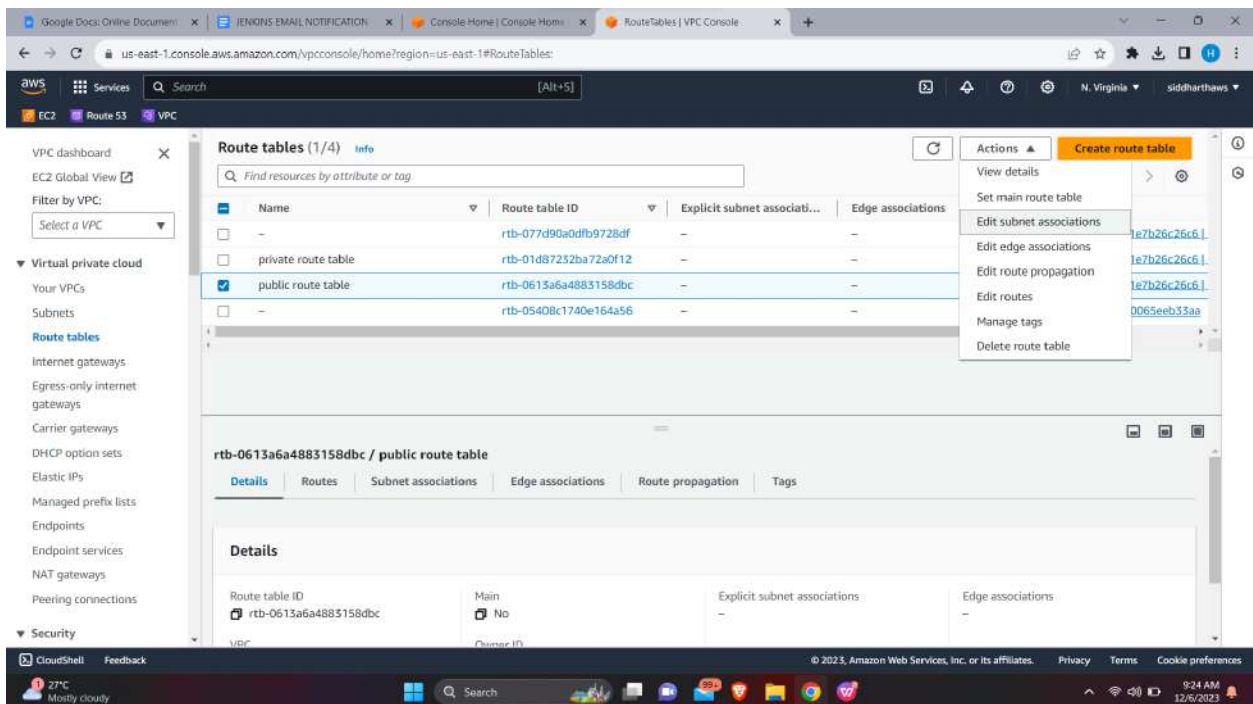 Google Docs: Online Document
JENKINS EMAIL NOTIFICATION
Console Home | Console Home
RouteTables | VPC Console
us-east-1.console.aws.amazon.com/vpcconsole/home?region=us-east-1#RouteTables:
H
aws
Services
Search
[Alt+S]
N. Virginia
siddharthaws
EC2
Route 53
VPC
VPC dashboard
EC2 Global View
Filter by VPC:
Select a VPC
Virtual private cloud
Your VPCs
Subnets
Route tables
Internet gateways
Egress-only internet
gateways
Carrier gateways
DHCP option sets
Elastic IPs
Managed prefix lists
Endpoints
Endpoint services
NAT gateways
Peering connections
Security
Route tables (1/4) Info
Actions
Create route table
Find resources by attribute or tag
Name Route table ID Explicit subnet associati... Edge associations
– rtb-077d90a0dfb9728df – – 1e7b26c26c6 |
private route table rtb-01d87232ba72a0f12 – – 1e7b26c26c6 |
public route table rtb-0613a6a4883158dbc – – 1e7b26c26c6 |
– rtb-05408c1740e164a56 – – 0065eeb33aa
View details
Set main route table
Edit subnet associations
Edit edge associations
Edit route propagation
Edit routes
Manage tags
Delete route table
rtb-0613a6a4883158dbc / public route table
Details Routes Subnet associations Edge associations Route propagation Tags
Details
Route table ID Main Explicit subnet associations Edge associations
rtb-0613a6a4883158dbc No – –
VPC Owner ID
CloudShell Feedback © 2023, Amazon Web Services, Inc. or its affiliates. Privacy Terms Cookie preferences
1
27°C
Mostly cloudy
Search
99+
9:24 AM
12/6/2023